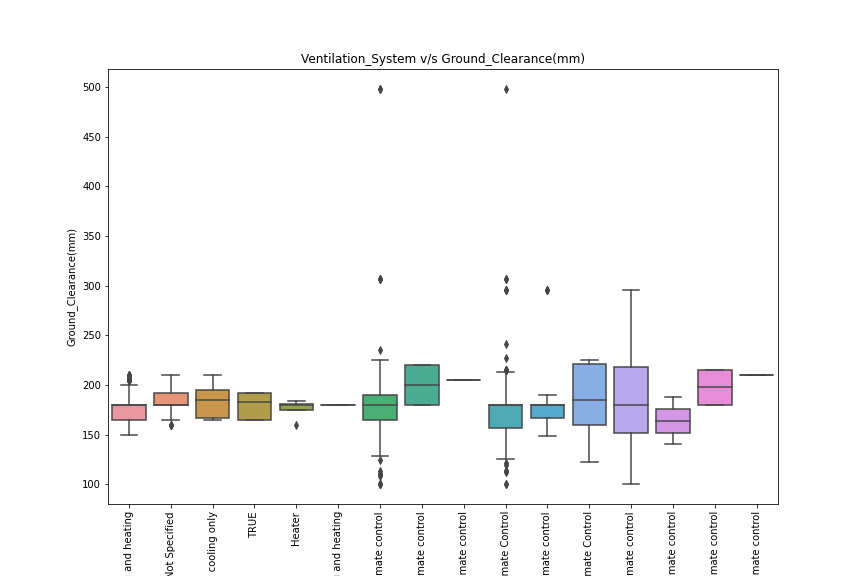 Ventilation_System v/s Ground_Clearance(mm)
Ground_Clearance(mm)
500
450
400
350
300
250
200
150
100
and heating
Not Specified
cooling only
TRUE
Heater
and heating
mate control
mate control
mate control
mate Control
mate control
mate Control
mate control
mate control
mate control
mate control